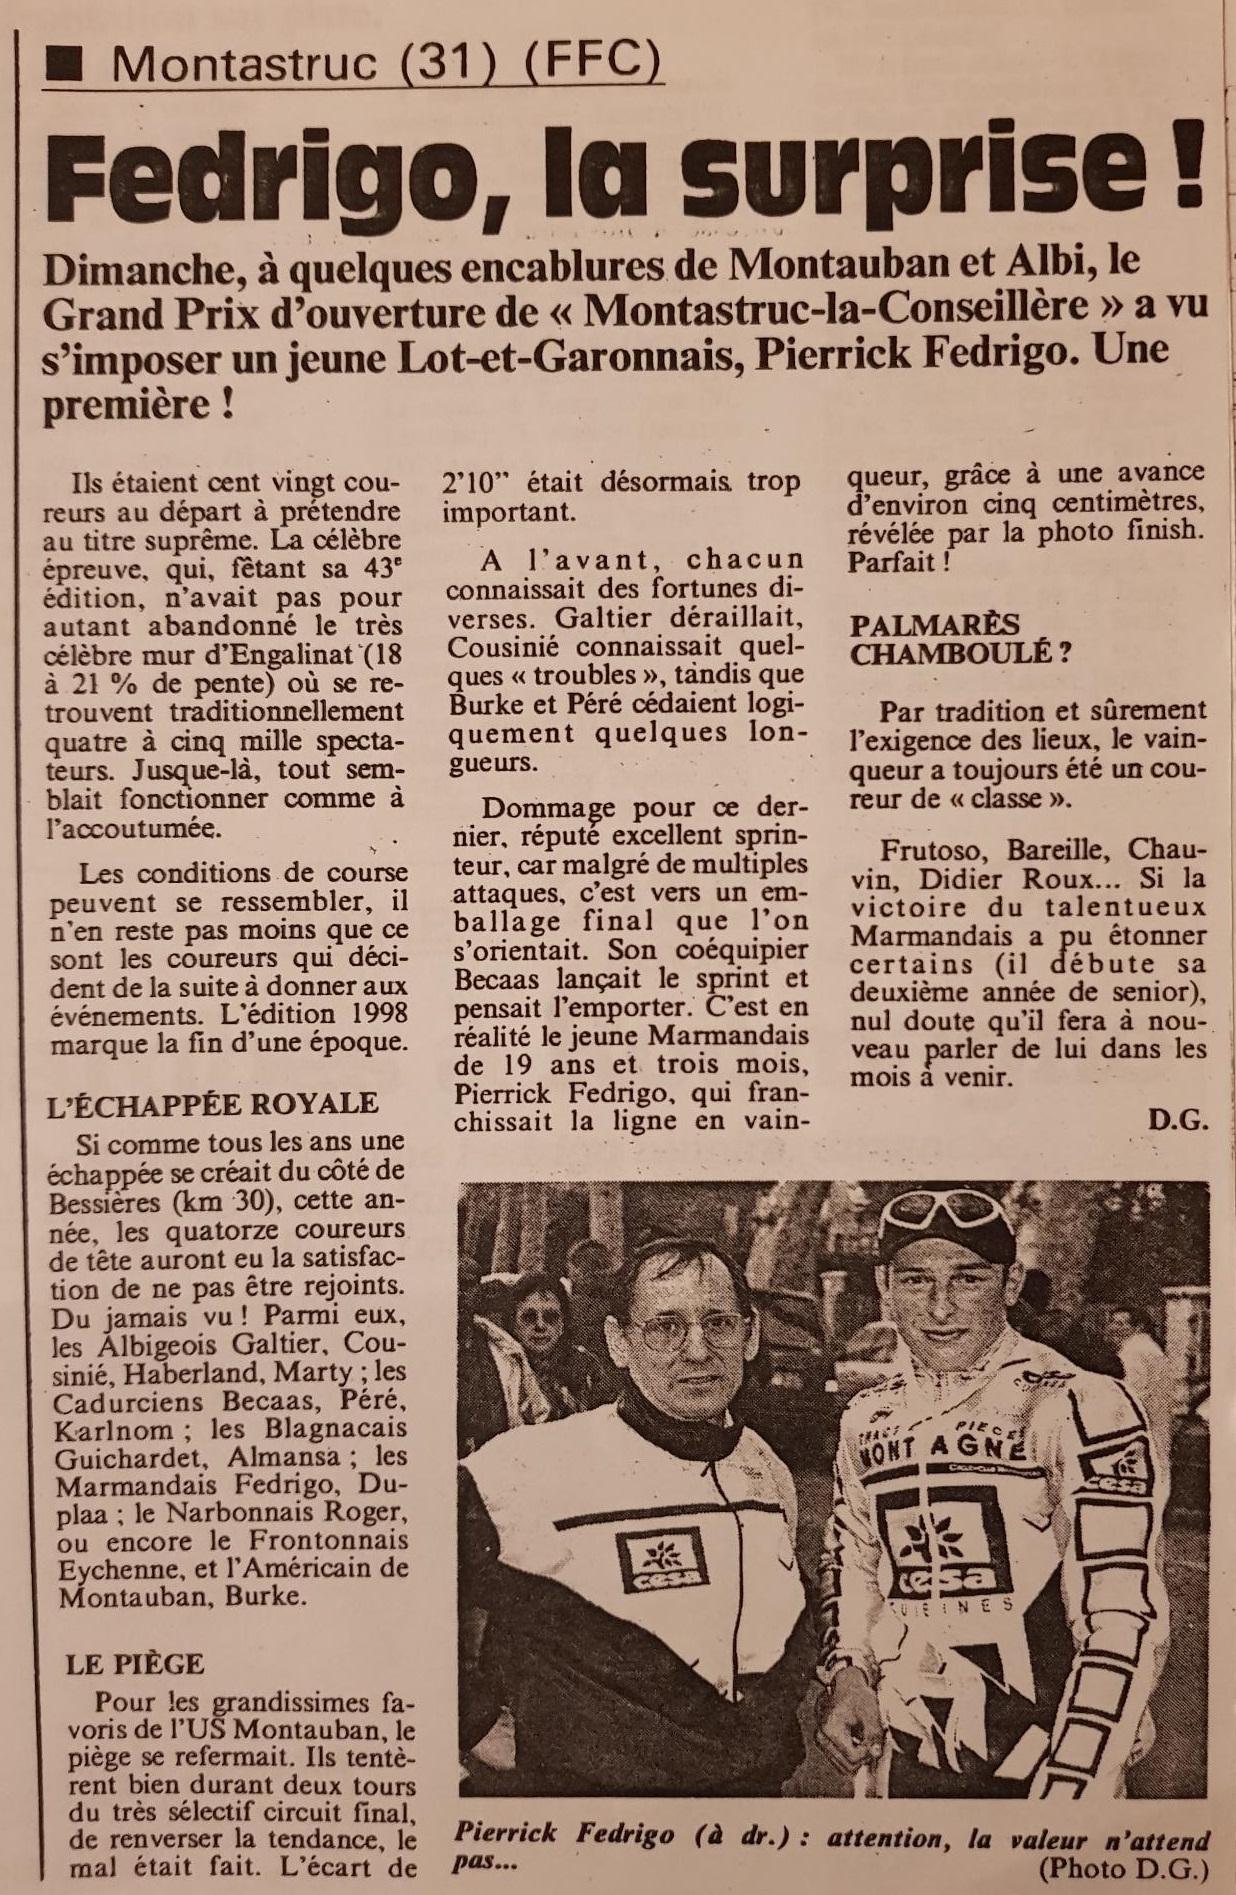 ■ Montastruc (31) (FFC)
Fedrigo, la surprise !
Dimanche, à quelques encablures de Montauban et Albi, le
Grand Prix d'ouverture de « Montastruc-la-Conseillère » a vu
s'imposer un jeune Lot-et-Garonnais, Pierrick Fedrigo. Une
première !
Ils étaient cent vingt cou-
reurs au départ à prétendre
au titre suprême. La célèbre
épreuve, qui, fêtant sa 43e
édition, n'avait pas pour
autant abandonné le très
célèbre mur d'Engalinat (18
à 21 % de pente) où se re-
trouvent traditionnellement
quatre à cinq mille specta-
teurs. Jusque-là, tout sem-
blait fonctionner comme à
l'accoutumée.
Les conditions de course
peuvent se ressembler, il
n'en reste pas moins que ce
sont les coureurs qui déci-
dent de la suite à donner aux
événements. L'édition 1998
marque la fin d'une époque.
L'ÉCHAPPÉE ROYALE
Si comme tous les ans une
échappée se créait du côté de
Bessières (km 30), cette an-
née, les quatorze coureurs
de tête auront eu la satisfac-
tion de ne pas être rejoints.
Du jamais vu ! Parmi eux,
les Albigeois Galtier, Cou-
sinié, Haberland, Marty ; les
Cadurciens Becaas, Péré,
Karlnom ; les Blagnacais
Guichardet, Almansa ; les
Marmandais Fedrigo, Du-
plaa ; le Narbonnais Roger,
ou encore le Frontonnais
Eychenne, et l'Américain de
Montauban, Burke.
LE PIÈGE
Pour les grandissimes fa-
voris de l'US Montauban, le
piège se refermait. Ils tentè-
rent bien durant deux tours
du très sélectif circuit final,
de renverser la tendance, le
mal était fait. L'écart de
2'10'' était désormais trop
important.
A l'avant, chacun
connaissait des fortunes di-
verses. Galtier déraillait,
Cousinié connaissait quel-
ques « troubles », tandis que
Burke et Péré cédaient logi-
quement quelques lon-
gueurs.
Dommage pour ce der-
nier, réputé excellent sprin-
teur, car malgré de multiples
attaques, c'est vers un em-
ballage final que l'on
s'orientait. Son coéquipier
Becaas lançait le sprint et
pensait l'emporter. C'est en
réalité le jeune Marmandais
de 19 ans et trois mois,
Pierrick Fedrigo, qui fran-
chissait la ligne en vain-
queur, grâce à une avance
d'environ cinq centimètres,
révélée par la photo finish.
Parfait !
PALMARÈS
CHAMBOULÉ ?
Par tradition et sûrement
l'exigence des lieux, le vain-
queur a toujours été un cou-
reur de « classe ».
Frutoso, Bareille, Chau-
vin, Didier Roux... Si la
victoire du talentueux
Marmandais a pu étonner
certains (il débute sa
deuxième année de senior),
nul doute qu'il fera à nou-
veau parler de lui dans les
mois à venir.
D.G.
PIECE
MONTAGNE
cesa
cesa
cesa
Pierrick Fedrigo (à dr.) : attention, la valeur n'attend
pas...
(Photo D.G.)